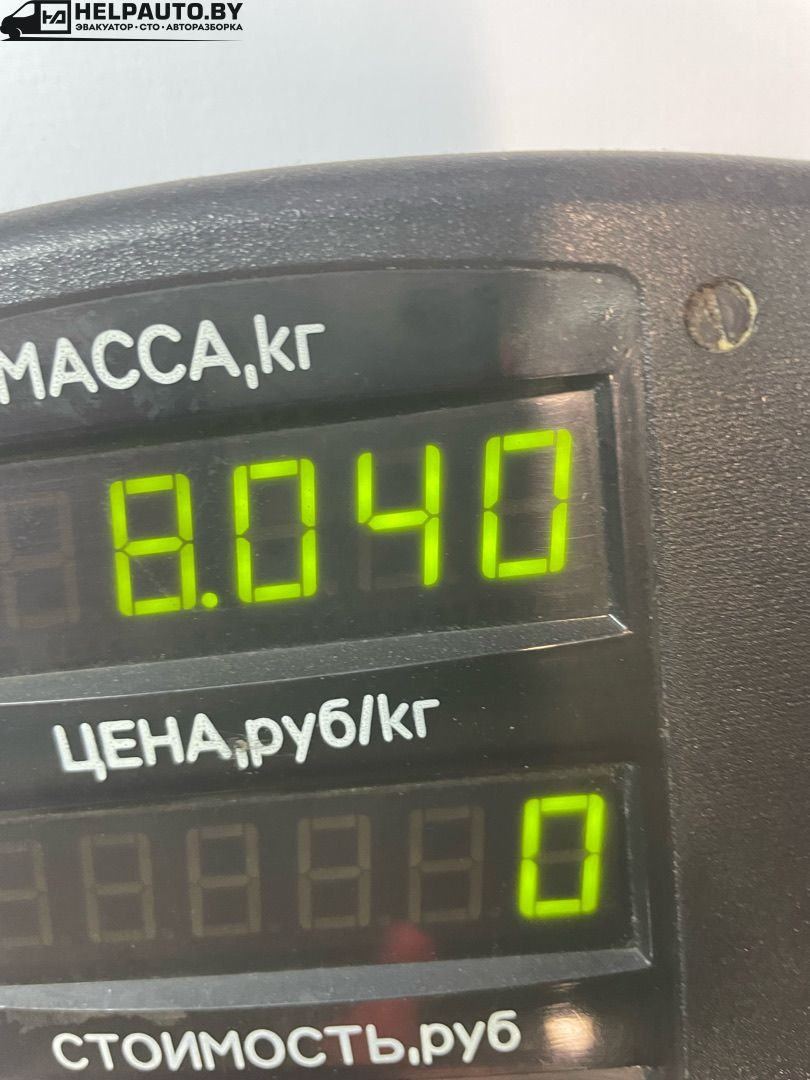 HELPAUTO.BY
ЭВАКУАТОР • СТО • АВТОРАЗБОРКА
МАССА,кг
8.040
ЦЕНА,руб/кг
0
СТОИМОСТЬ,руб